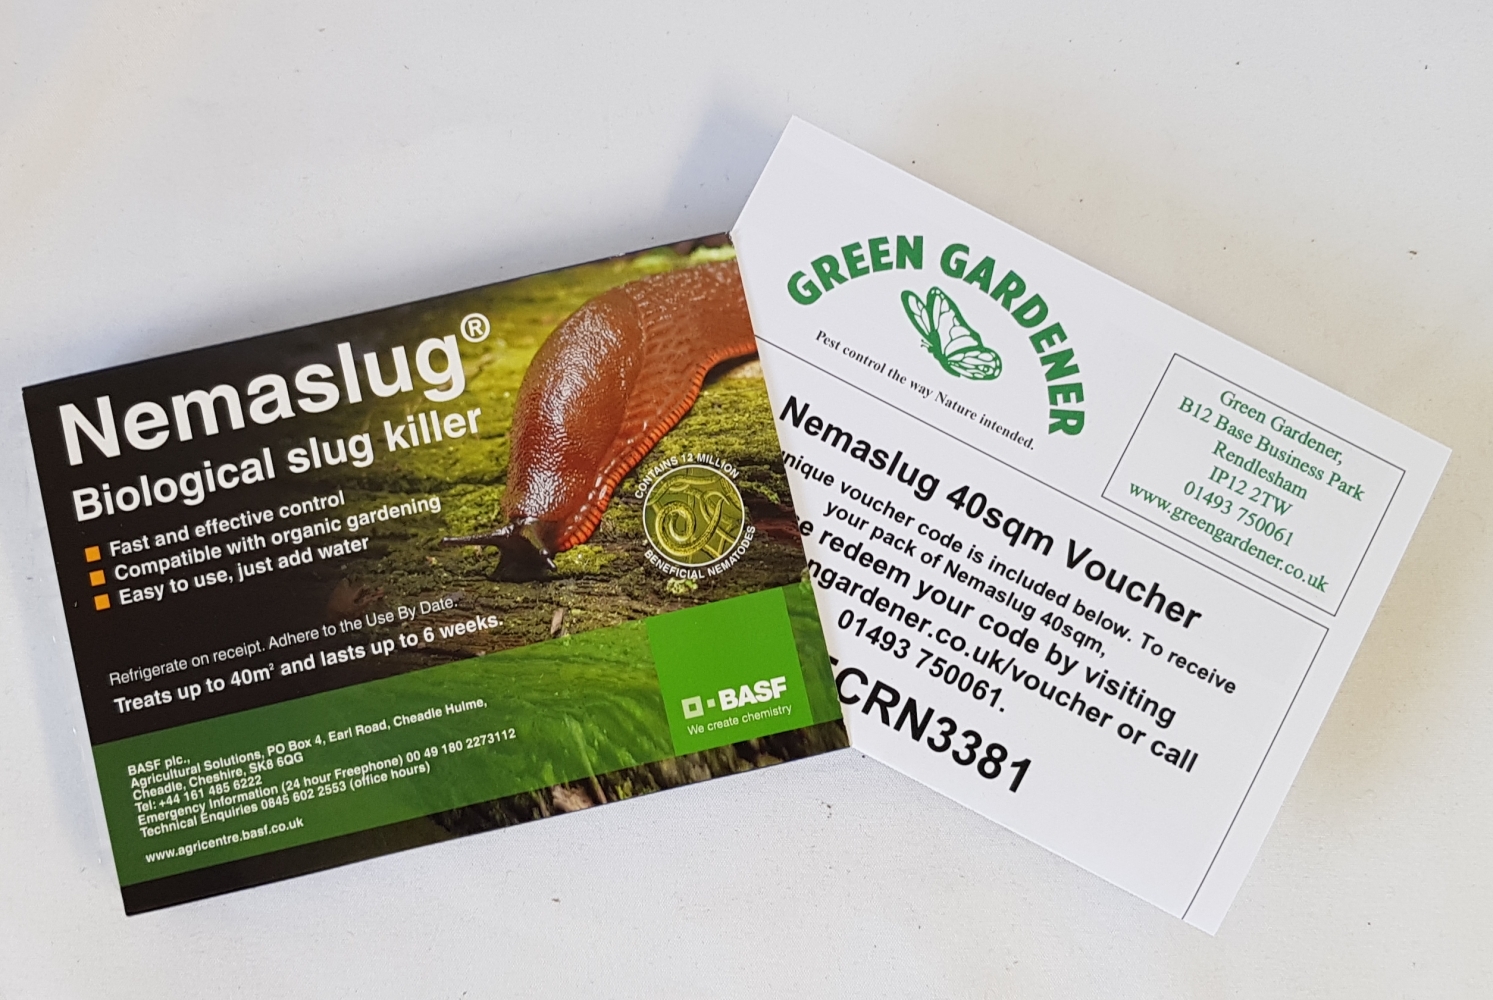 Nemaslug®
Biological slug killer
Fast and effective control
Compatible with organic gardening
Easy to use, just add water
Refrigerate on receipt. Adhere to the Use By Date.
Treats up to 40m² and lasts up to 6 weeks.
CONTAINS 12 MILLION
BENEFICIAL NEMATODES
BASF
We create chemistry
BASF plc.,
Agricultural Solutions, PO Box 4, Earl Road, Cheadle Hulme,
Cheadle, Cheshire, SK8 6QG
Tel: +44 161 485 6222
Emergency Information (24 hour Freephone) 00 49 180 2273112
Technical Enquiries 0845 602 2553 (office hours)
www.agricentre.basf.co.uk
GREEN GARDENER
Pest control the way Nature intended.
Green Gardener,
B12 Base Business Park
Rendlesham
IP12 2TW
01493 750061
www.greengardener.co.uk
Nemaslug 40sqm Voucher
nique voucher code is included below. To receive
your pack of Nemaslug 40sqm,
e redeem your code by visiting
ngardener.co.uk/voucher or call
01493 750061.
CRN3381